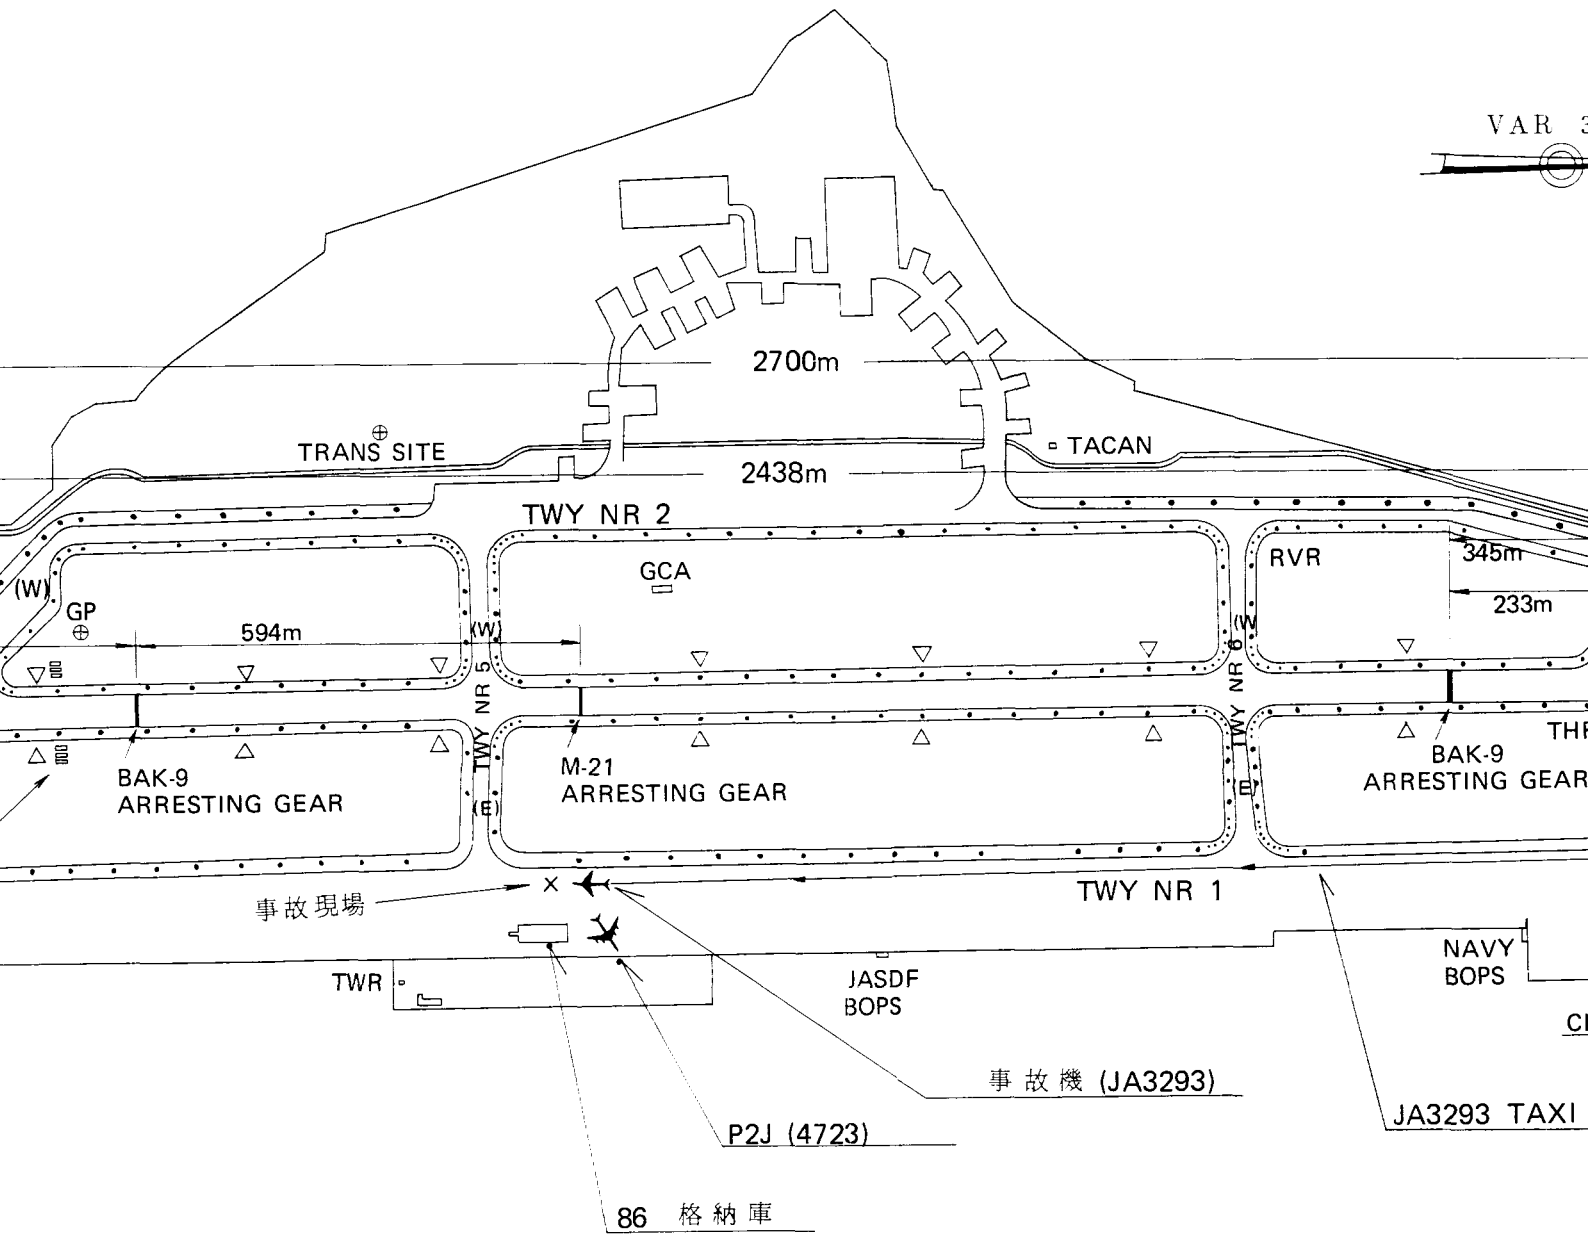 VAR 3
2700m
TRANS SITE
TACAN
2438m
TWY NR 2
GCA
RVR
345m
(W)
GP
594m
(W)
(W
233m
TWY NR 5
TWY NR 6
BAK-9
ARRESTING GEAR
M-21
ARRESTING GEAR
(E)
(E)
BAK-9
ARRESTING GEAR
事故現場
TWY NR 1
TWR
JASDF
BOPS
NAVY
BOPS
事故機 (JA3293)
JA3293 TAXI
P2J (4723)
86 格納庫